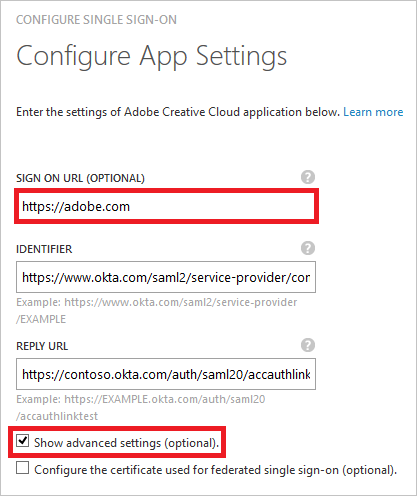 CONFIGURE SINGLE SIGN-ON
Configure App Settings
Enter the settings of Adobe Creative Cloud application below. Learn more
SIGN ON URL (OPTIONAL) ?
https://adobe.com
IDENTIFIER ?
https://www.okta.com/saml2/service-provider/cor
Example: https://www.okta.com/saml2/service-provider
/EXAMPLE
REPLY URL ?
https://contoso.okta.com/auth/saml20/accauthlink
Example: https://EXAMPLE.okta.com/auth/saml20
/accauthlinktest
Show advanced settings (optional).
Configure the certificate used for federated single sign-on (optional).